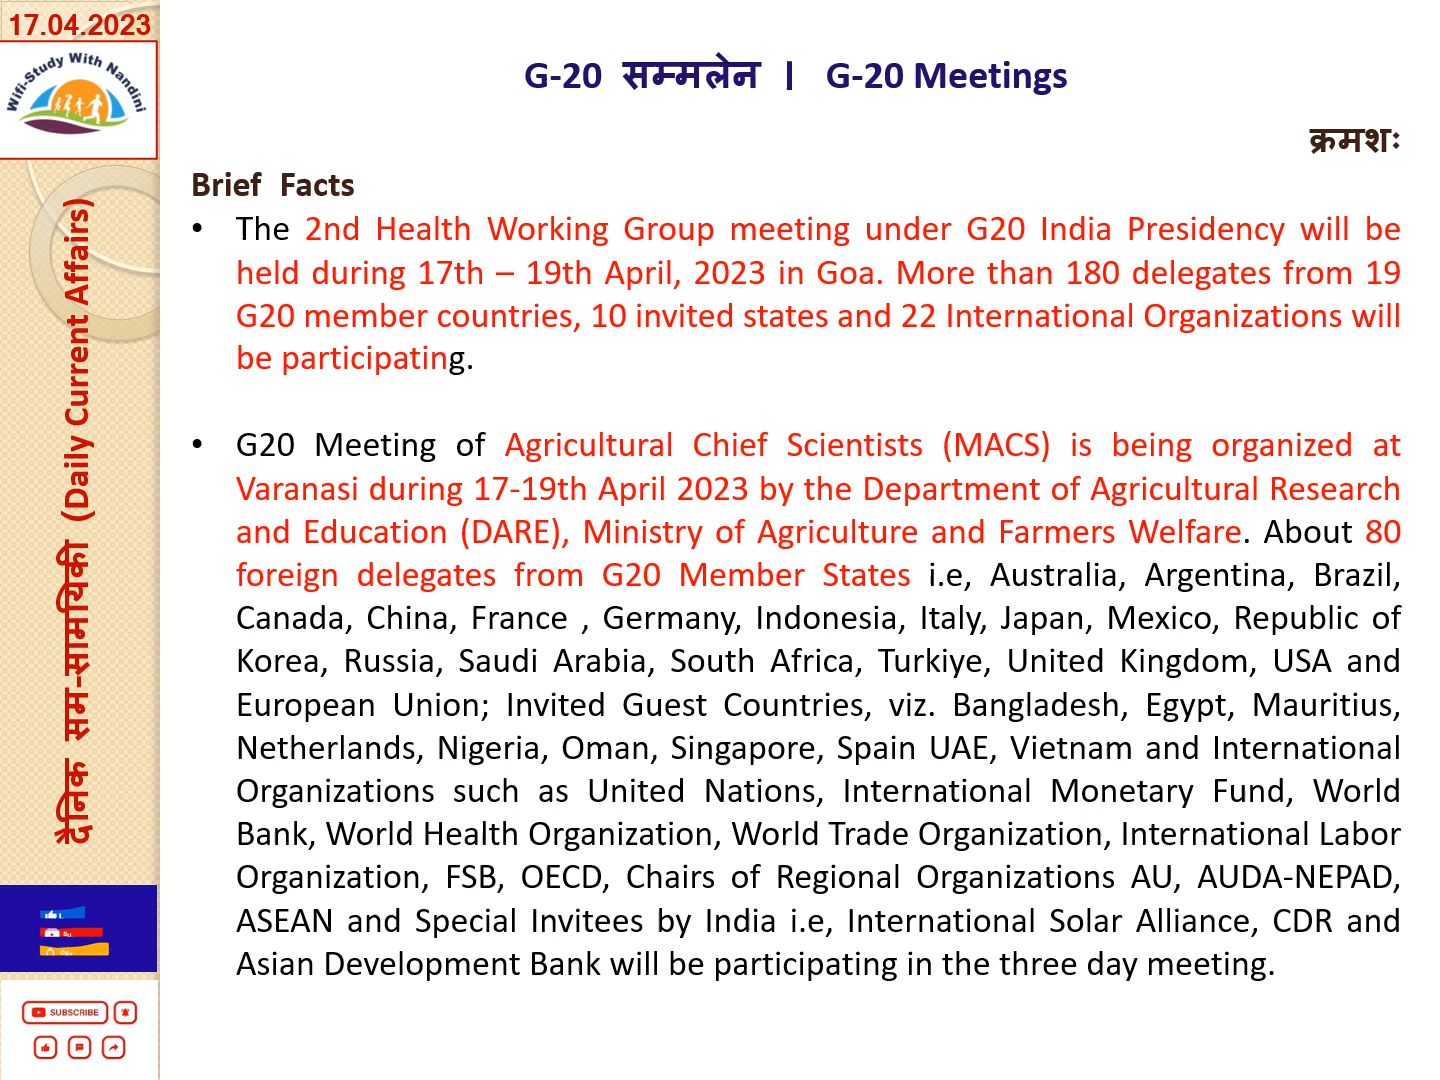 17.04.2023
Wifi-Study With Nandini
दैनिक सम-सामायिकी (Daily Current Affairs)
SUBSCRIBE
G-20 सम्मलेन | G-20 Meetings
क्रमशः
Brief Facts
• The 2nd Health Working Group meeting under G20 India Presidency will be
held during 17th – 19th April, 2023 in Goa. More than 180 delegates from 19
G20 member countries, 10 invited states and 22 International Organizations will
be participating.
• G20 Meeting of Agricultural Chief Scientists (MACS) is being organized at
Varanasi during 17-19th April 2023 by the Department of Agricultural Research
and Education (DARE), Ministry of Agriculture and Farmers Welfare. About 80
foreign delegates from G20 Member States i.e, Australia, Argentina, Brazil,
Canada, China, France , Germany, Indonesia, Italy, Japan, Mexico, Republic of
Korea, Russia, Saudi Arabia, South Africa, Turkiye, United Kingdom, USA and
European Union; Invited Guest Countries, viz. Bangladesh, Egypt, Mauritius,
Netherlands, Nigeria, Oman, Singapore, Spain UAE, Vietnam and International
Organizations such as United Nations, International Monetary Fund, World
Bank, World Health Organization, World Trade Organization, International Labor
Organization, FSB, OECD, Chairs of Regional Organizations AU, AUDA-NEPAD,
ASEAN and Special Invitees by India i.e, International Solar Alliance, CDR and
Asian Development Bank will be participating in the three day meeting.